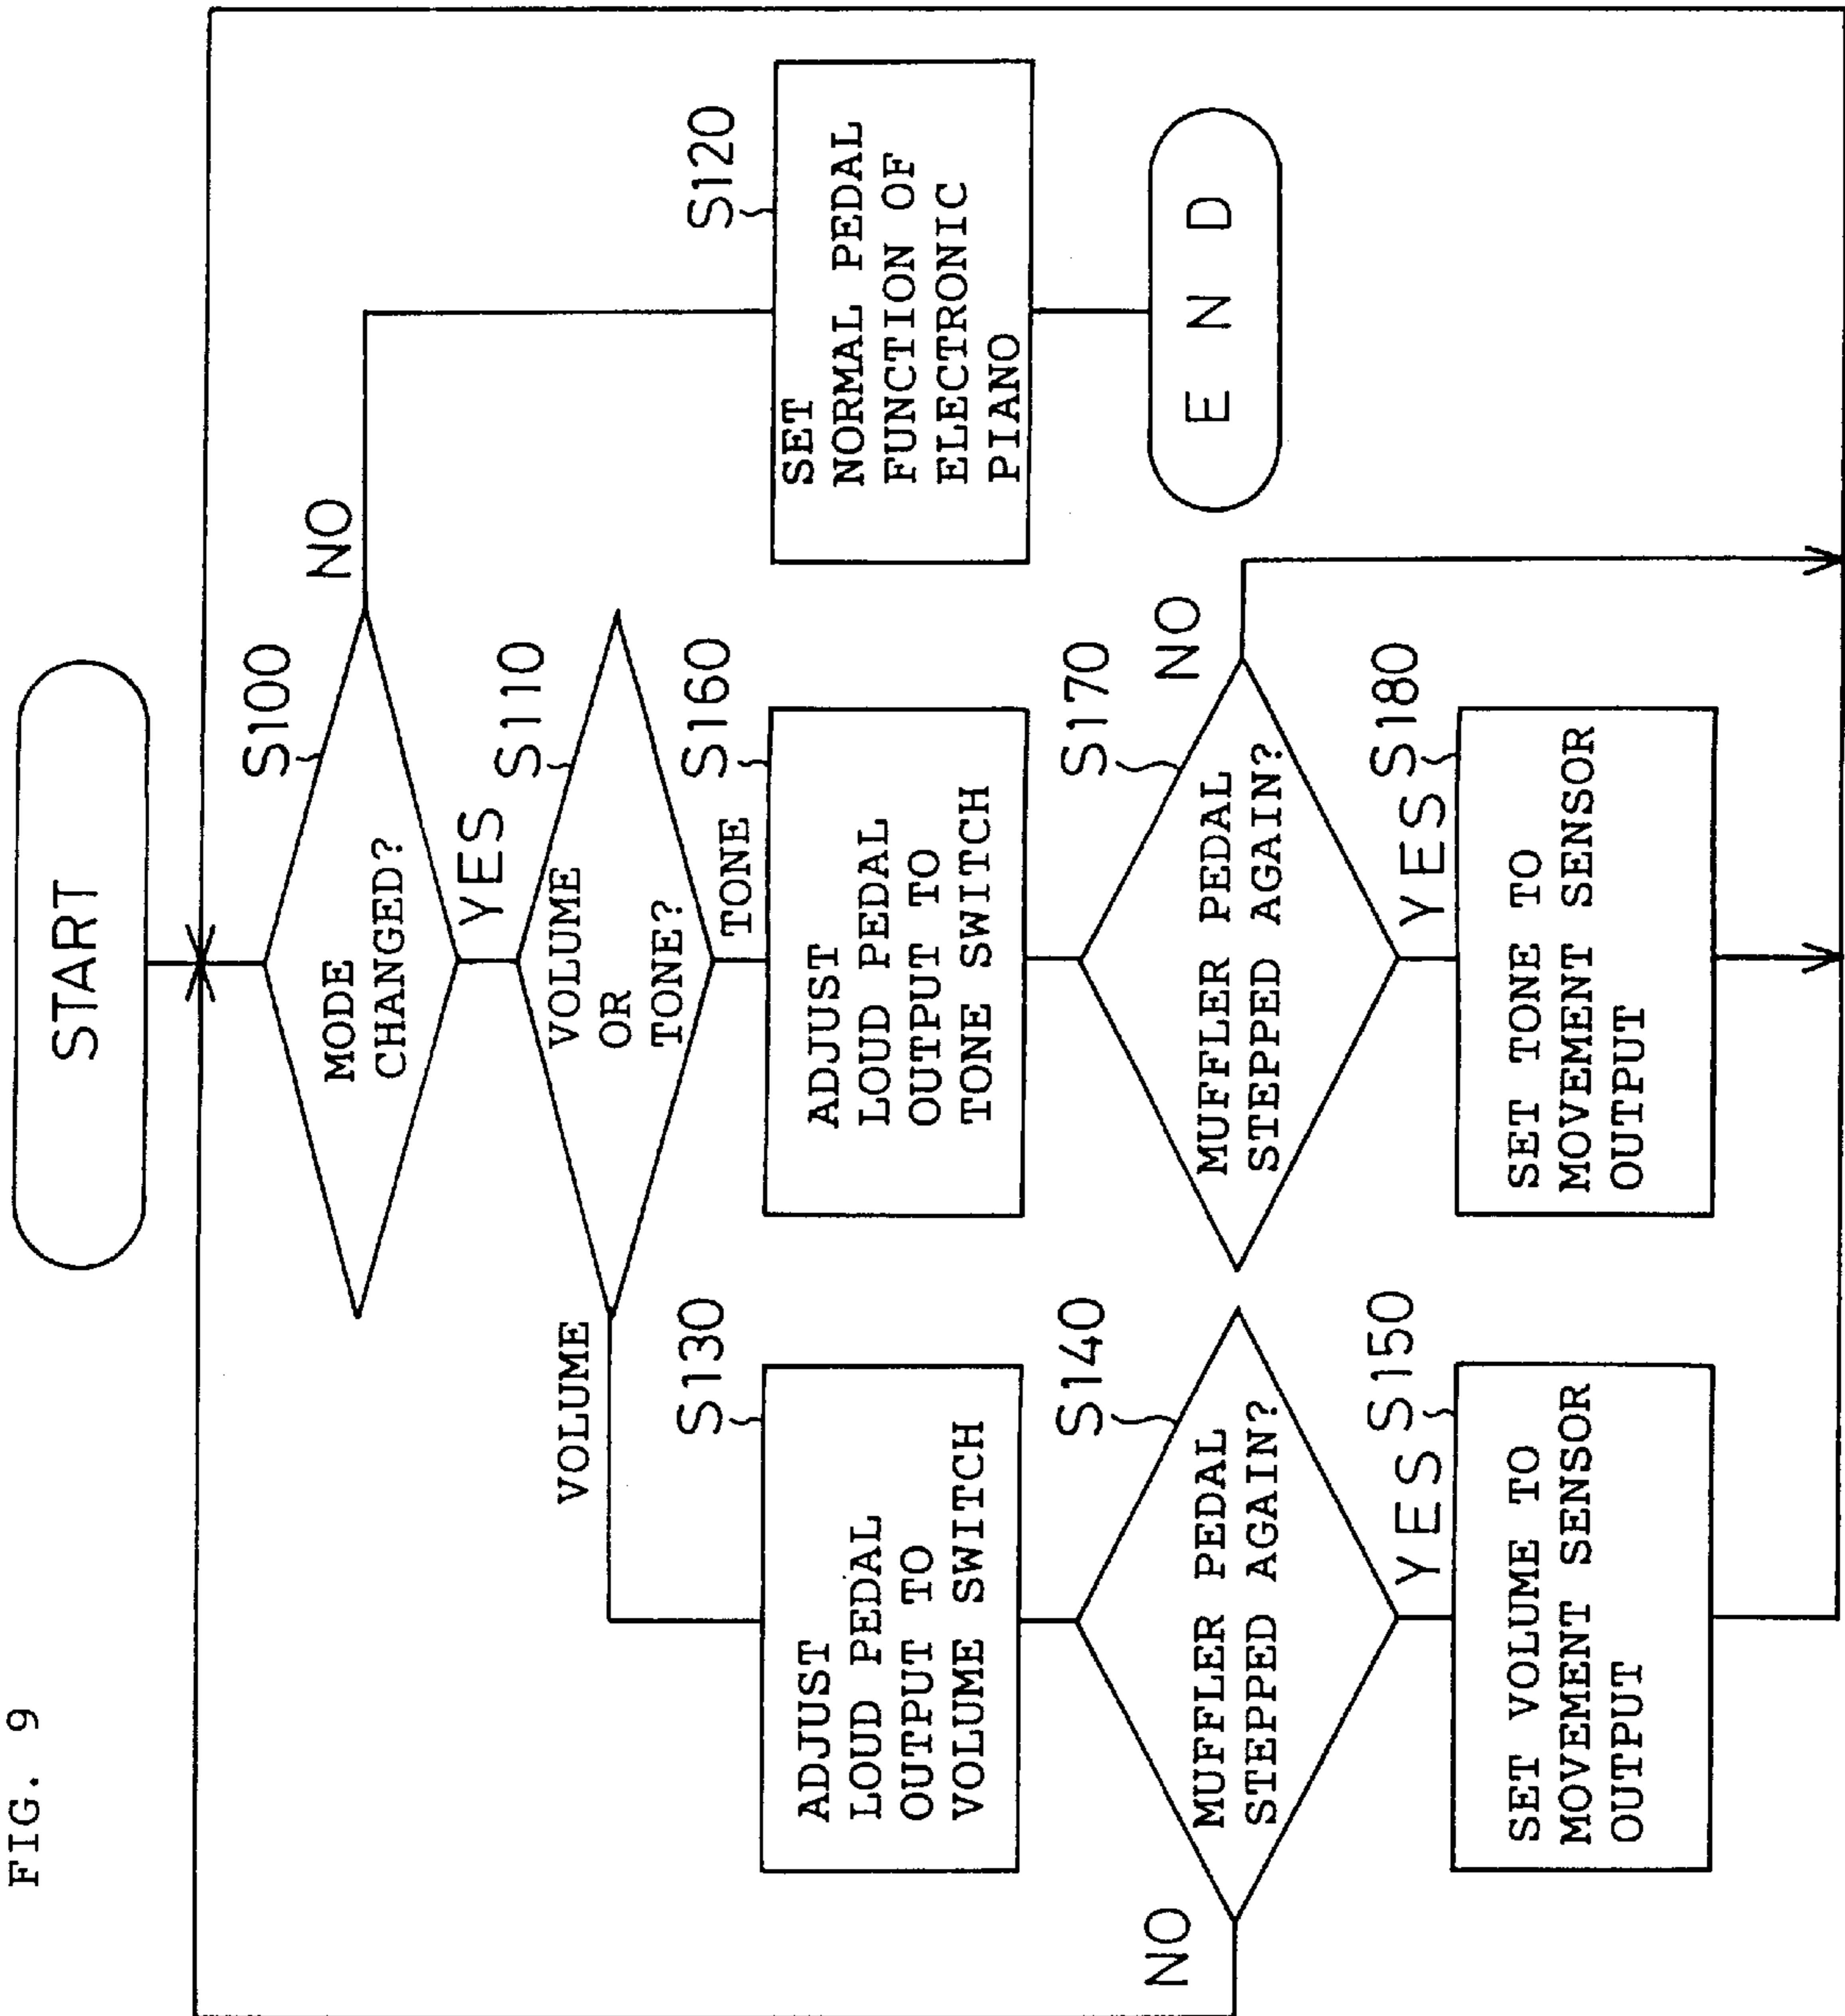 FIG. 9
START
S100
MODE
CHANGED?
NO
YES
S110
VOLUME
OR
TONE?
VOLUME
TONE
S120
SET
NORMAL PEDAL
FUNCTION OF
ELECTRONIC
PIANO
END
S130
ADJUST
LOUD PEDAL
OUTPUT TO
VOLUME SWITCH
S140
MUFFLER PEDAL
STEPPED AGAIN?
NO
YES
S150
SET VOLUME TO
MOVEMENT SENSOR
OUTPUT
S160
ADJUST
LOUD PEDAL
OUTPUT TO
TONE SWITCH
S170
MUFFLER PEDAL
STEPPED AGAIN?
NO
YES
S180
SET TONE TO
MOVEMENT SENSOR
OUTPUT